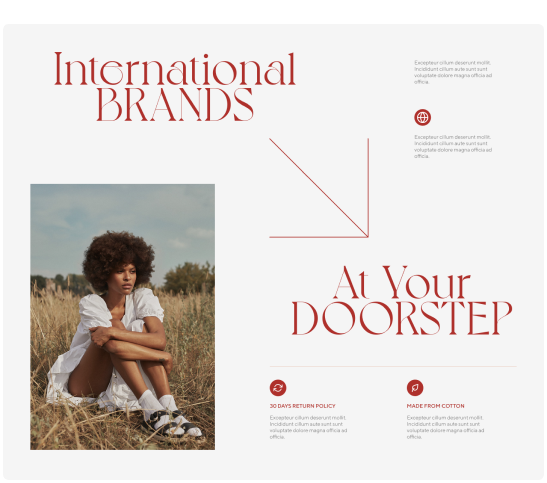 International
BRANDS
Excepteur cillum deserunt mollit.
Incididunt cillum aute sunt sunt
voluptate dolore magna officia ad
officia.
Excepteur cillum deserunt mollit.
Incididunt cillum aute sunt sunt
voluptate dolore magna officia ad
officia.
At Your
DOORSTEP
30 DAYS RETURN POLICY
Excepteur cillum deserunt mollit.
Incididunt cillum aute sunt sunt
voluptate dolore magna officia ad
officia.
MADE FROM COTTON
Excepteur cillum deserunt mollit.
Incididunt cillum aute sunt sunt
voluptate dolore magna officia ad
officia.